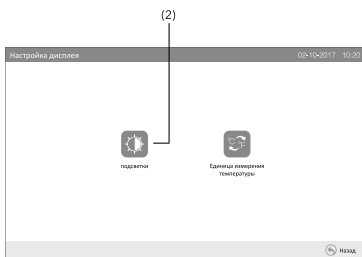 (2)
Настройка дисплея 02-10-2017 10:20
°C °F
подсветки
Единица измерения
температуры
Назад